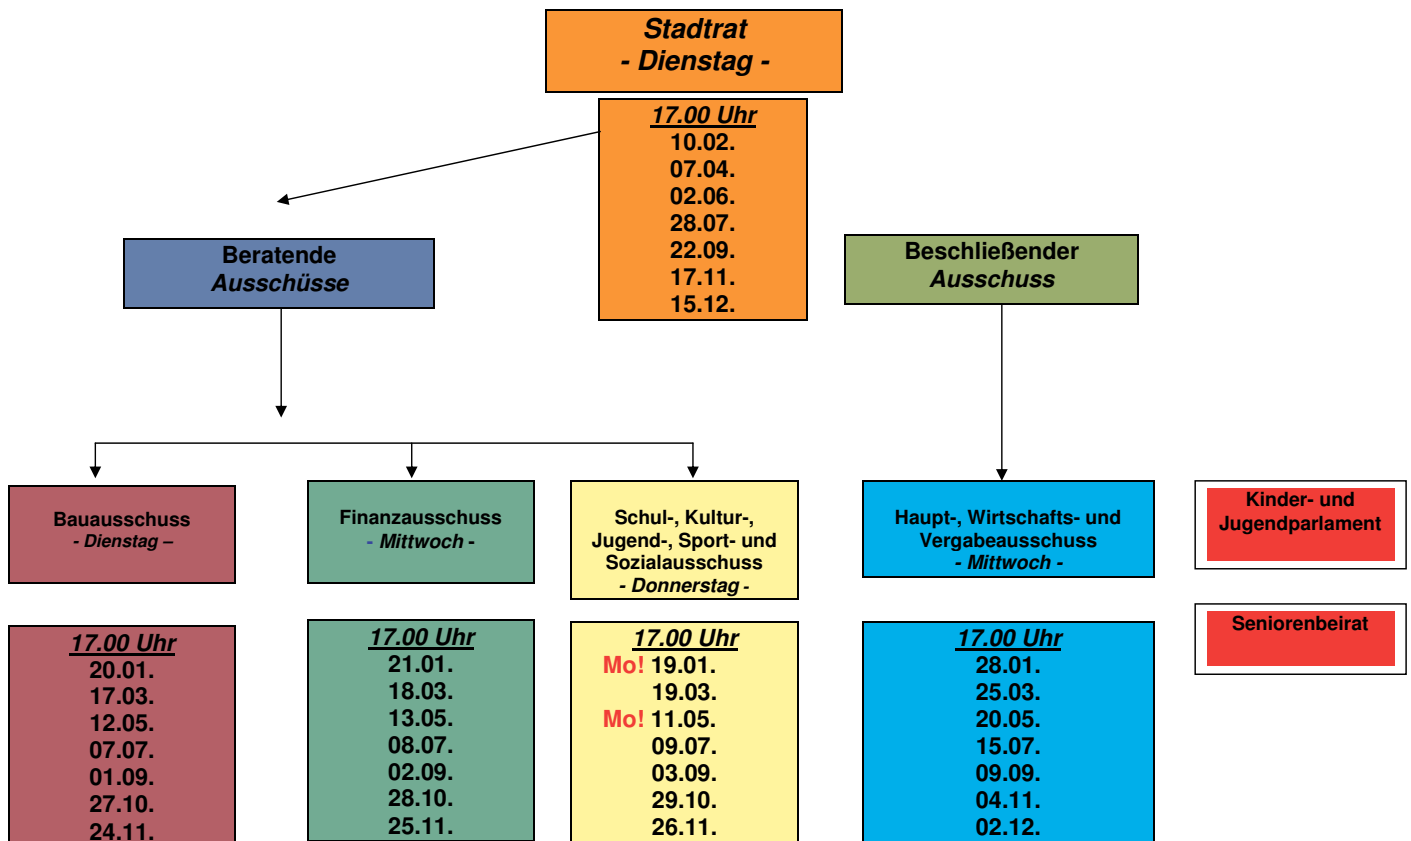 Stadtrat
- Dienstag -
17.00 Uhr
10.02.
07.04.
02.06.
28.07.
22.09.
17.11.
15.12.
Beratende
Ausschüsse
Beschließender
Ausschuss
Bauausschuss
- Dienstag –
17.00 Uhr
20.01.
17.03.
12.05.
07.07.
01.09.
27.10.
24.11.
Finanzausschuss
- Mittwoch -
17.00 Uhr
21.01.
18.03.
13.05.
08.07.
02.09.
28.10.
25.11.
Schul-, Kultur-,
Jugend-, Sport- und
Sozialausschuss
- Donnerstag -
17.00 Uhr
Mo! 19.01.
19.03.
Mo! 11.05.
09.07.
03.09.
29.10.
26.11.
Haupt-, Wirtschafts- und
Vergabeausschuss
- Mittwoch -
17.00 Uhr
28.01.
25.03.
20.05.
15.07.
09.09.
04.11.
02.12.
Kinder- und
Jugendparlament
Seniorenbeirat